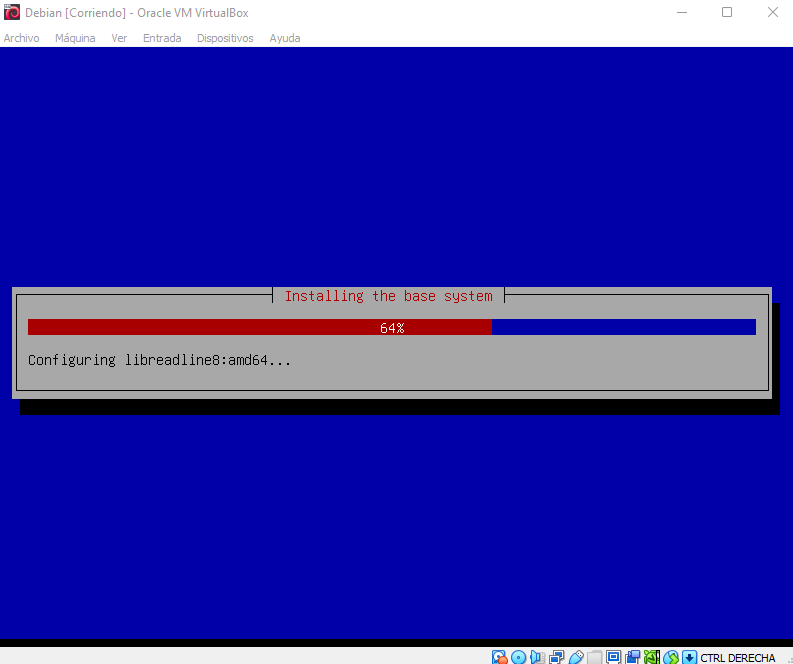 Debian [Corriendo] - Oracle VM VirtualBox
Archivo Máquina Ver Entrada Dispositivos Ayuda
Installing the base system
64%
Configuring libreadline8:amd64...
CTRL DERECHA